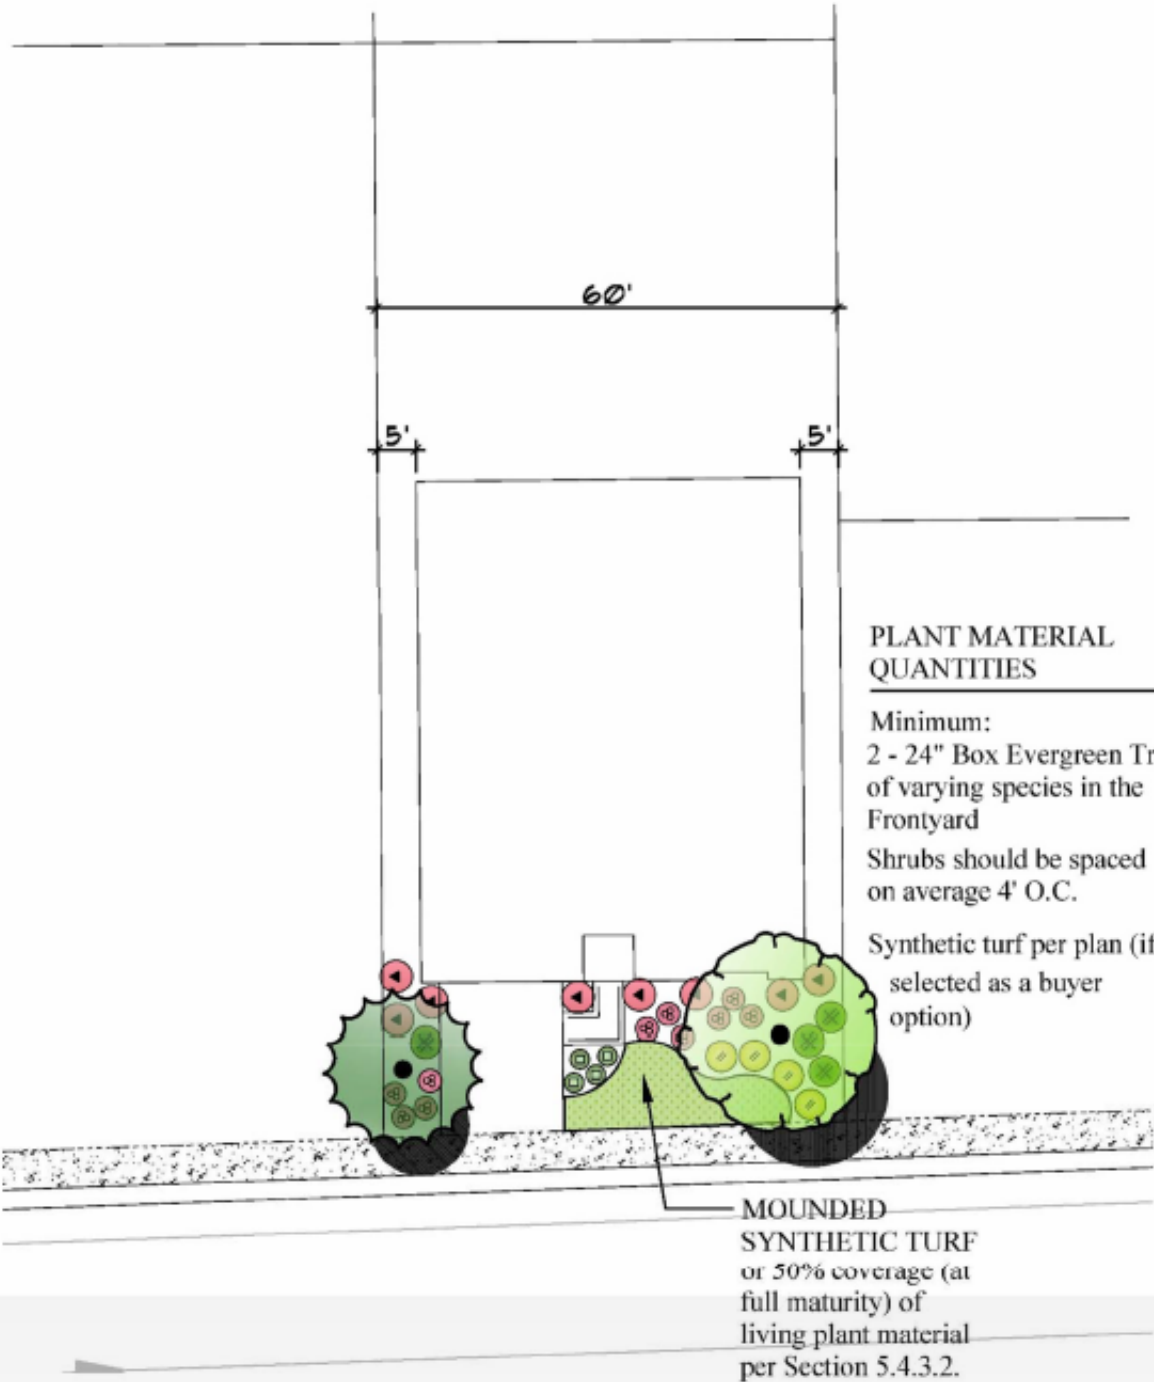 60'
5'
5'
PLANT MATERIAL
QUANTITIES
Minimum:
2 - 24" Box Evergreen Tr
of varying species in the
Frontyard
Shrubs should be spaced
on average 4' O.C.
Synthetic turf per plan (if
selected as a buyer
option)
MOUNDED
SYNTHETIC TURF
or 50% coverage (at
full maturity) of
living plant material
per Section 5.4.3.2.